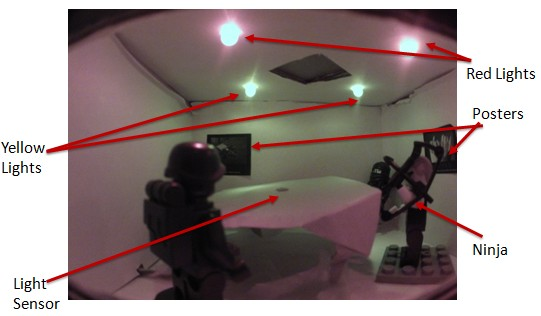 Red Lights
Posters
Yellow
Lights
Ninja
Light
Sensor